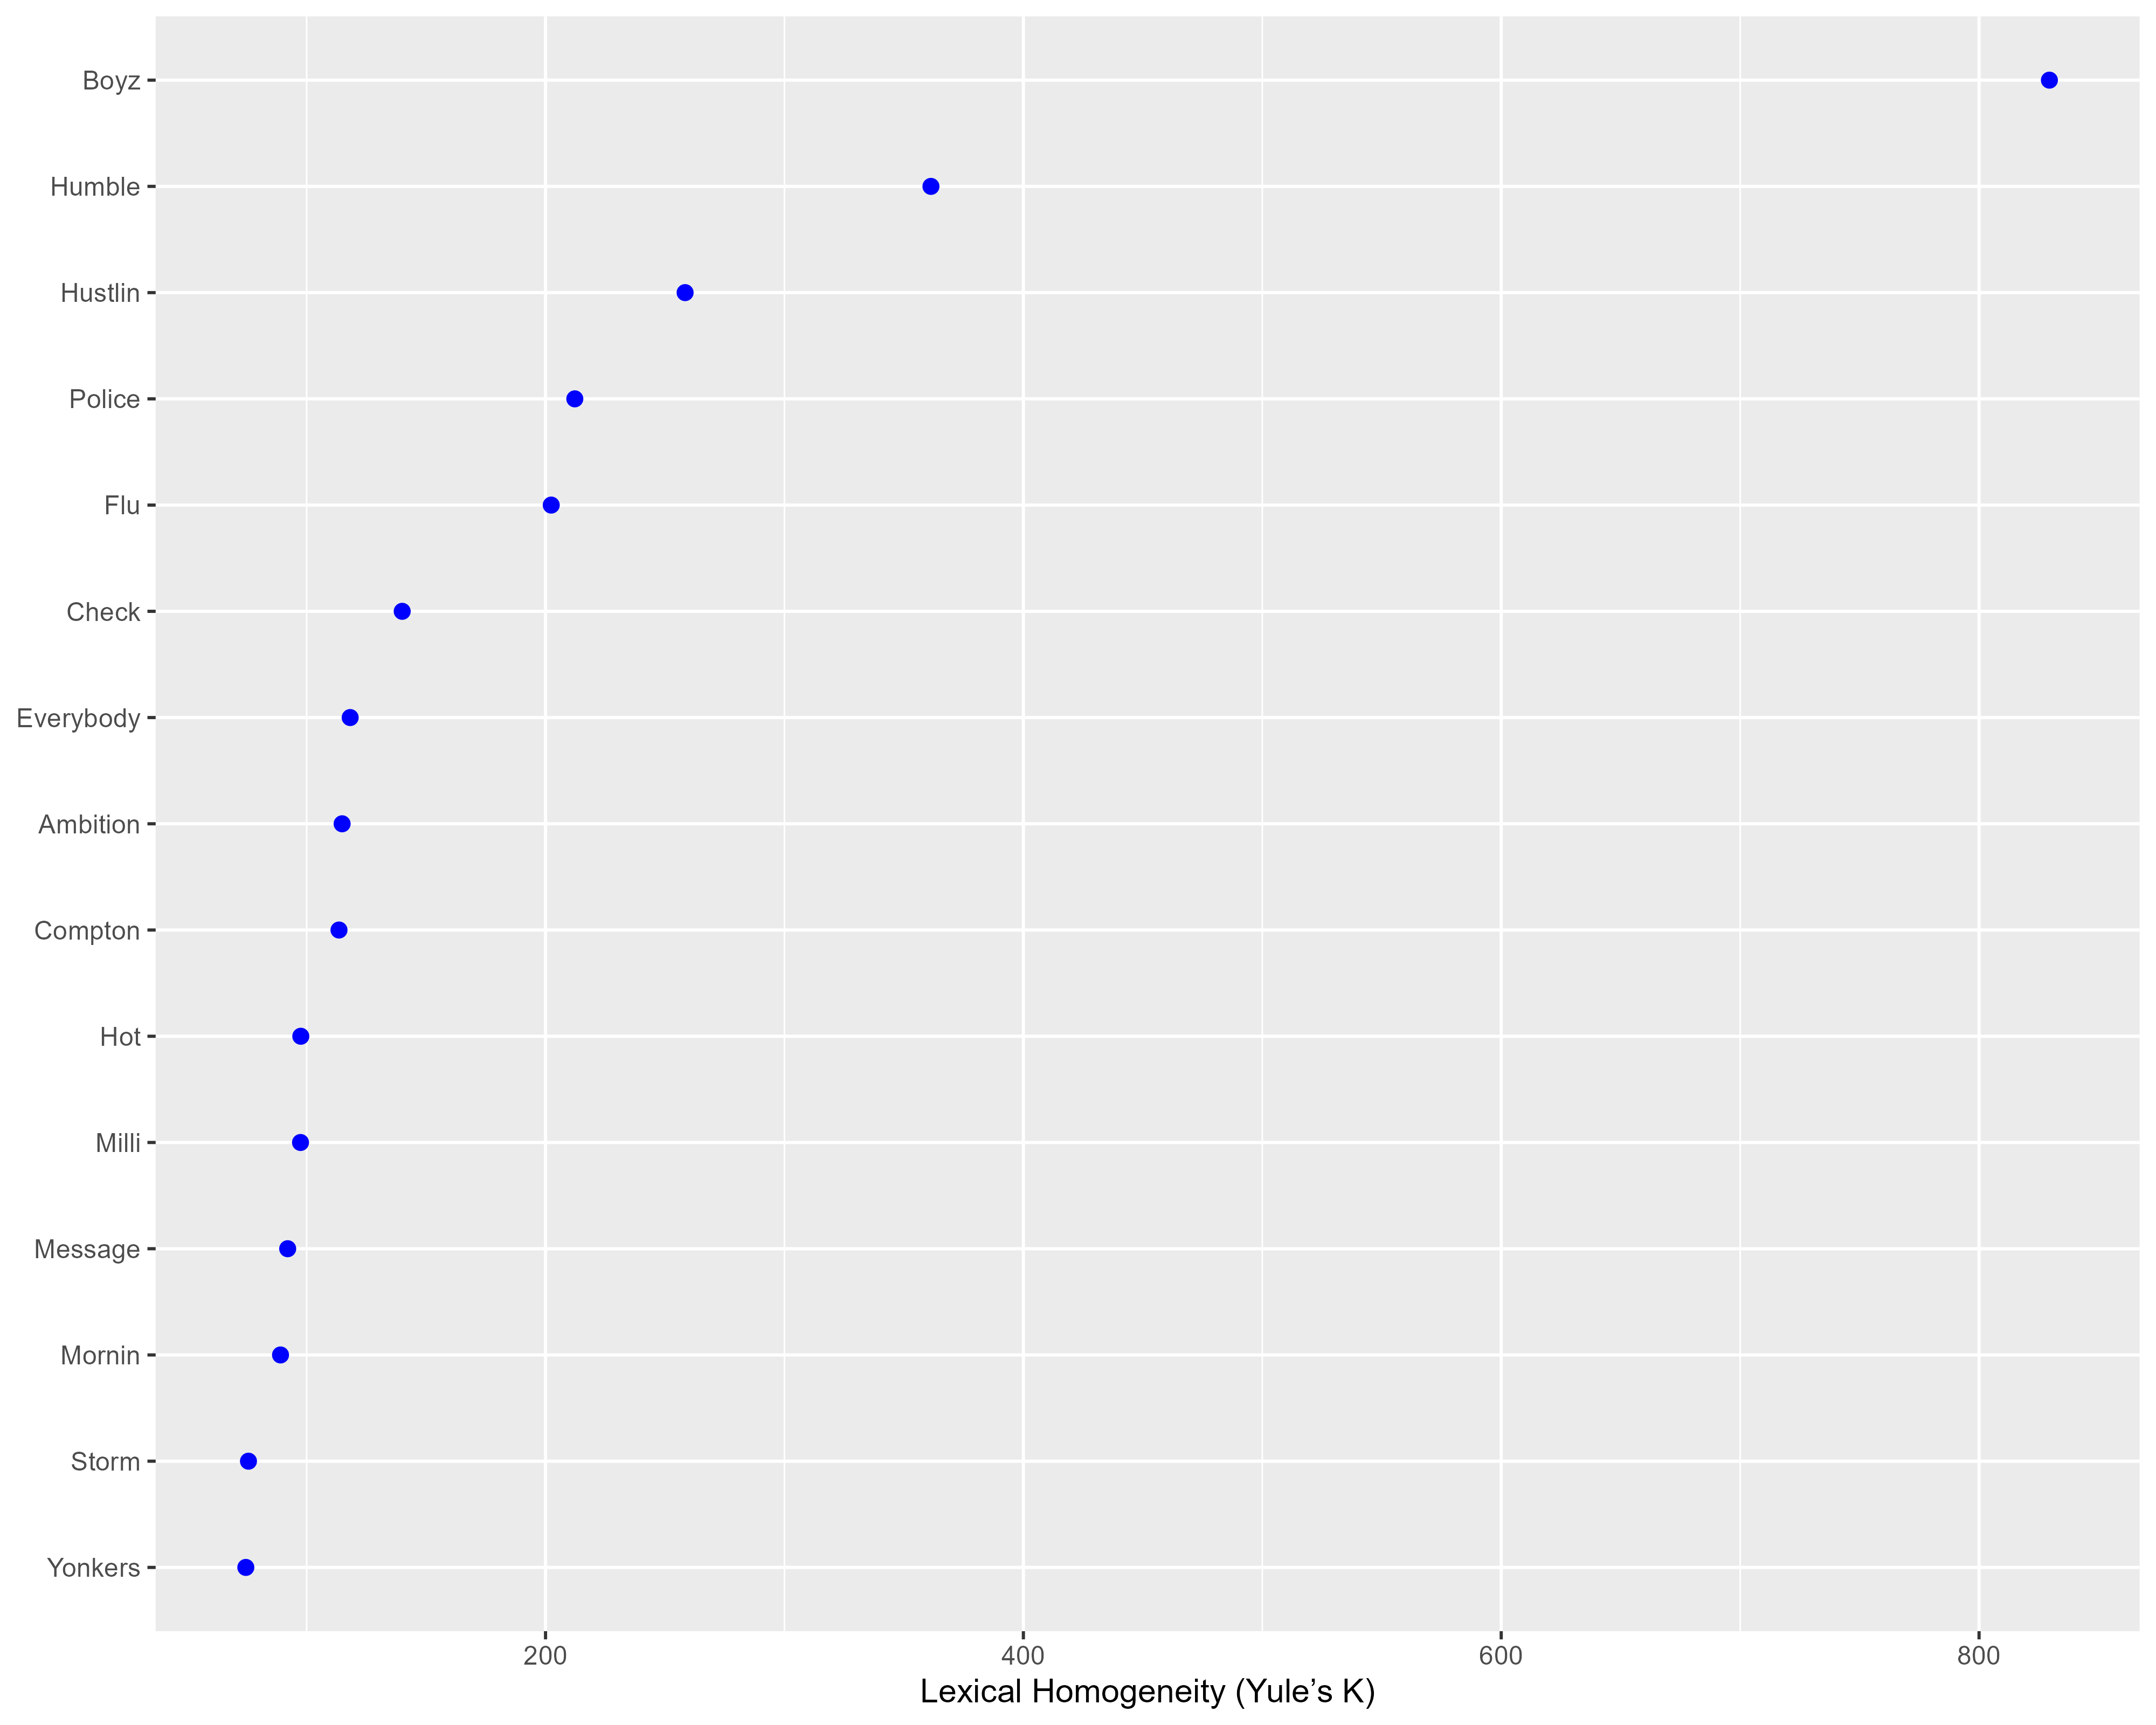 Boyz
Humble
Hustlin
Police
Flu
Check
Everybody
Ambition
Compton
Hot
Milli
Message
Mornin
Storm
Yonkers
200 400 600 800
Lexical Homogeneity (Yule’s K)